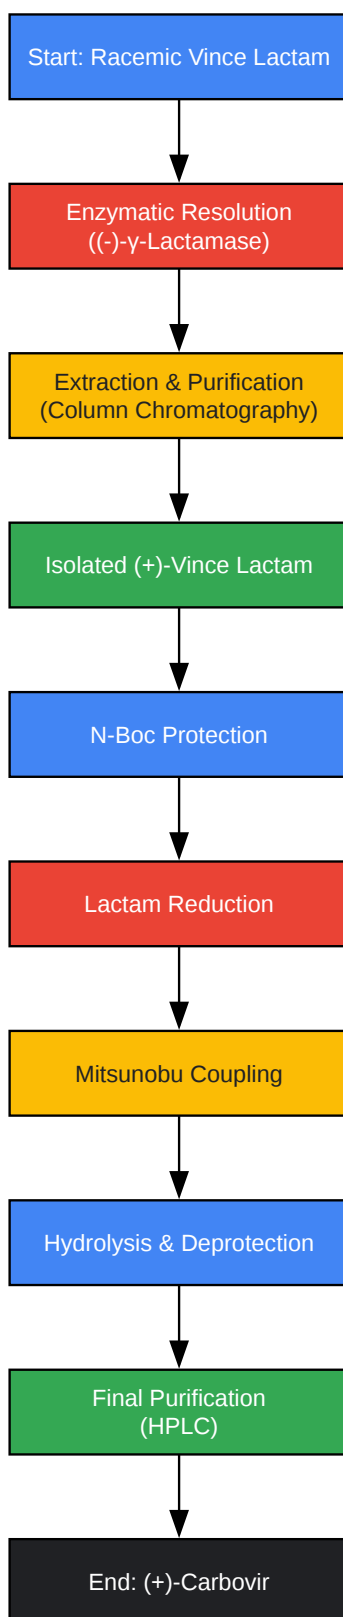 Start: Racemic Vince Lactam
Enzymatic Resolution
((-)-γ-Lactamase)
Extraction & Purification
(Column Chromatography)
Isolated (+)-Vince Lactam
N-Boc Protection
Lactam Reduction
Mitsunobu Coupling
Hydrolysis & Deprotection
Final Purification
(HPLC)
End: (+)-Carbovir